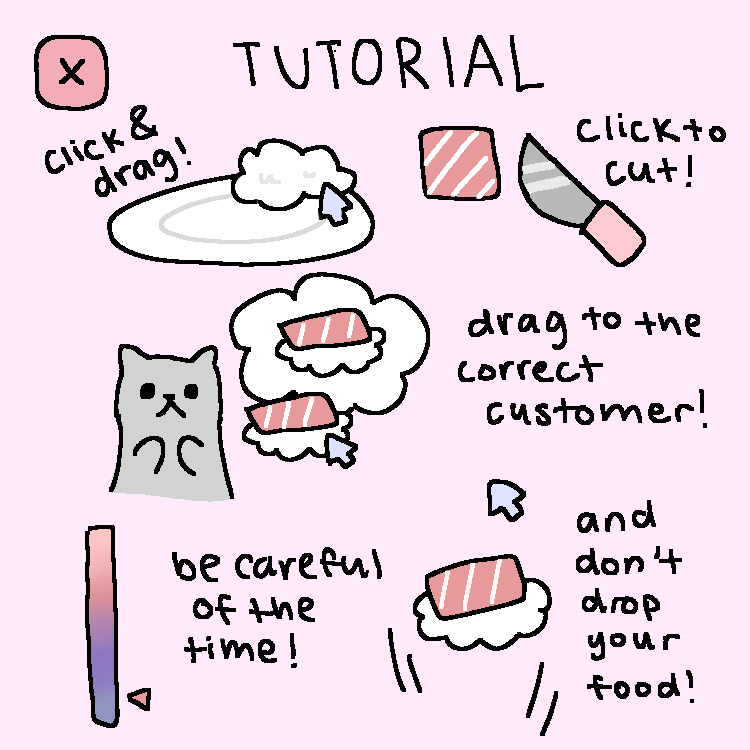 X
TUTORIAL
click &
drag!
click to
cut!
drag to the
correct
customer!
be careful
of the
time!
and
don't
drop
your
food!